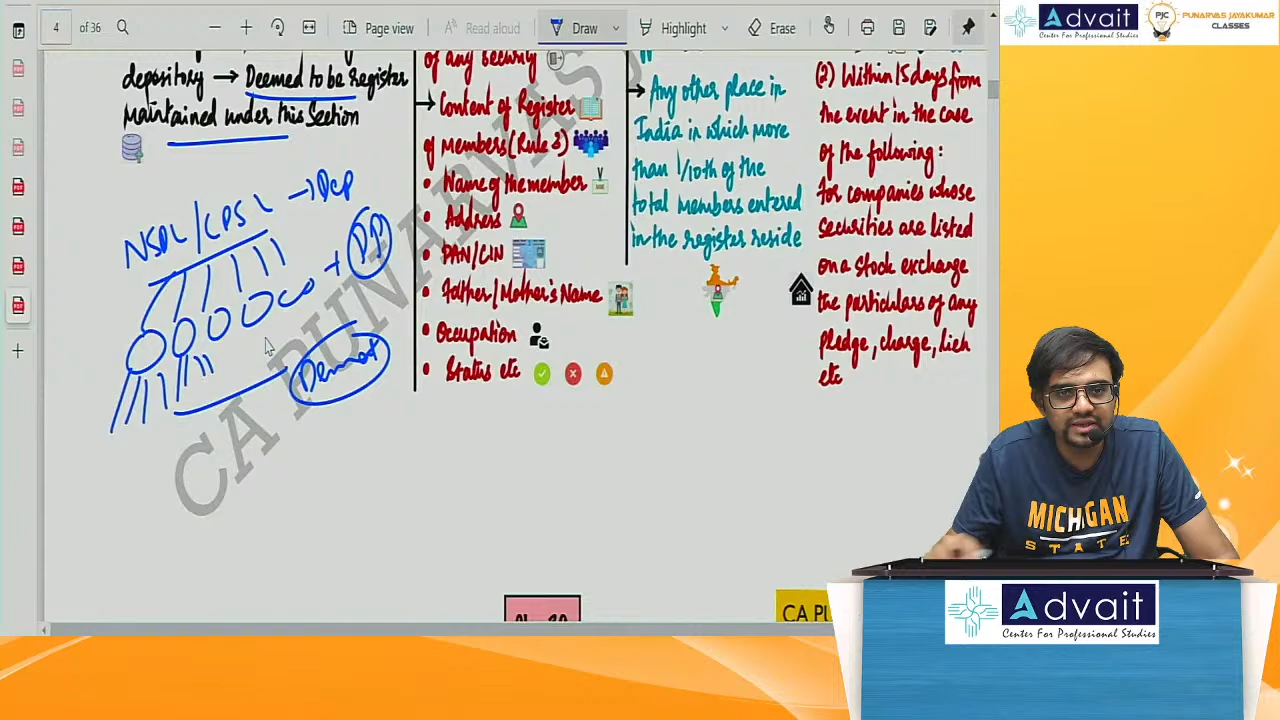 4 of 36
Page view
Read aloud
Draw
Highlight
Erase
Advait
Center For Professional Studies
PJC
PUNARVAS JAYAKUMAR
CLASSES
depository → Deemed to be register
maintained under this Section
NSDL/CDSL → Dep
+ DP
Demat
of any security
→ Content of Register
of members (Rule 3)
• Name of the member
• Address
• PAN/CIN
• Father/Mother's Name
• Occupation
• Status etc
→ Any other place in
India in which more
than 1/10th of the
total members entered
in the register reside
(2) Within 15 days from
the event in the case
of the following:
For companies whose
securities are listed
on a stock exchange
the particulars of any
pledge, charge, lien
etc
CA PUNARVAS J
CA PU
MICHIGAN
STATE
Advait
Center For Professional Studies